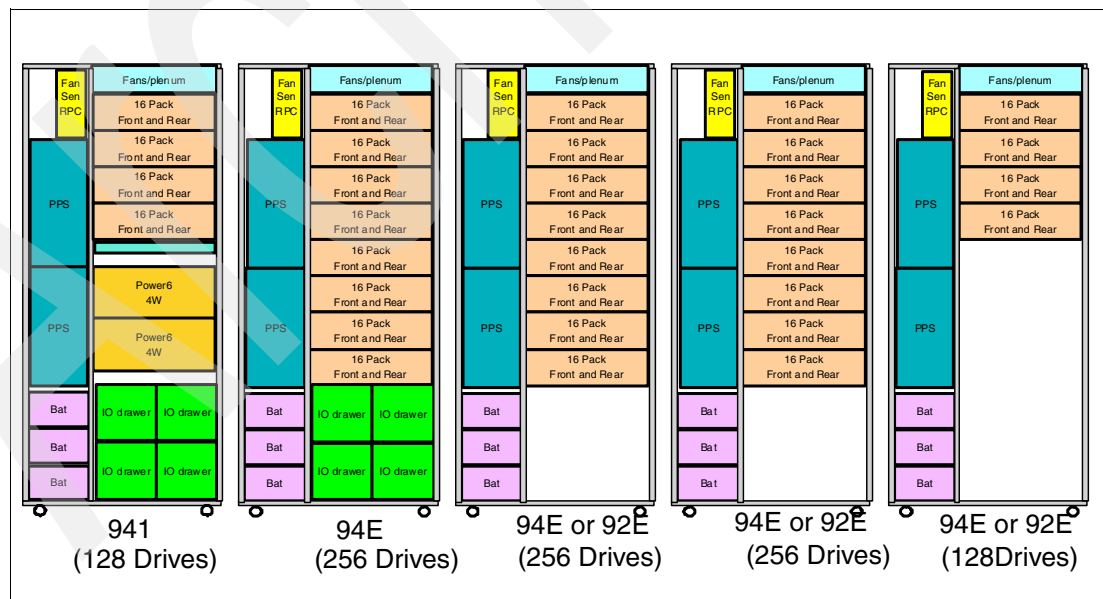 Fan
Sen
RPC
Fans/plenum
16 Pack
Front and Rear
16 Pack
Front and Rear
16 Pack
Front and Rear
16 Pack
Front and Rear
PPS
PPS
Power6
4W
Power6
4W
Bat
Bat
Bat
IO drawer
IO drawer
IO drawer
IO drawer
941
(128 Drives)
Fan
Sen
RPC
Fans/plenum
16 Pack
Front and Rear
16 Pack
Front and Rear
16 Pack
Front and Rear
16 Pack
Front and Rear
16 Pack
Front and Rear
16 Pack
Front and Rear
16 Pack
Front and Rear
16 Pack
Front and Rear
PPS
PPS
Bat
Bat
Bat
IO drawer
IO drawer
IO drawer
IO drawer
94E
(256 Drives)
Fan
Sen
RPC
Fans/plenum
16 Pack
Front and Rear
16 Pack
Front and Rear
16 Pack
Front and Rear
16 Pack
Front and Rear
16 Pack
Front and Rear
16 Pack
Front and Rear
16 Pack
Front and Rear
16 Pack
Front and Rear
PPS
PPS
Bat
Bat
Bat
94E or 92E
(256 Drives)
Fan
Sen
RPC
Fans/plenum
16 Pack
Front and Rear
16 Pack
Front and Rear
16 Pack
Front and Rear
16 Pack
Front and Rear
16 Pack
Front and Rear
16 Pack
Front and Rear
16 Pack
Front and Rear
16 Pack
Front and Rear
PPS
PPS
Bat
Bat
Bat
94E or 92E
(256 Drives)
Fan
Sen
RPC
Fans/plenum
16 Pack
Front and Rear
16 Pack
Front and Rear
16 Pack
Front and Rear
16 Pack
Front and Rear
PPS
PPS
Bat
Bat
Bat
94E or 92E
(128Drives)